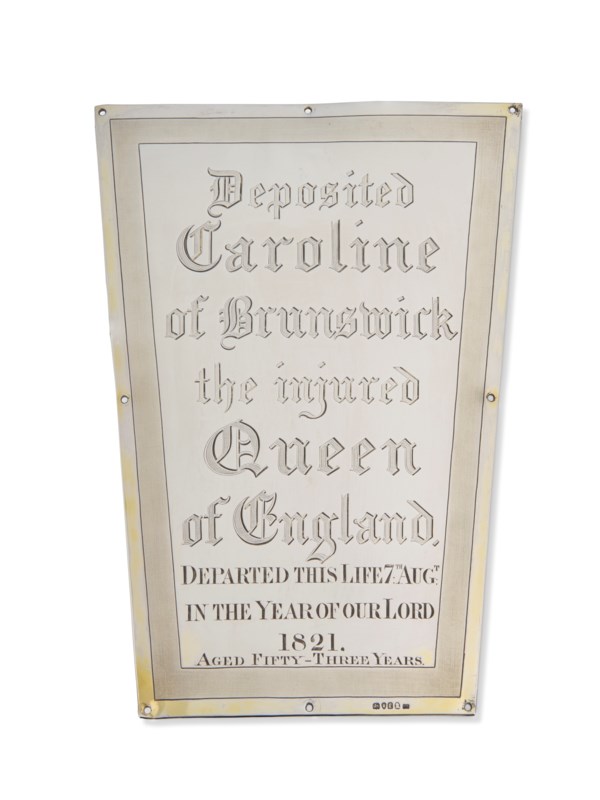 Deposited
Caroline
of Brunswick
the injured
Queen
of England.
DEPARTED THIS LIFE 7TH AUGT
IN THE YEAR OF OUR LORD
1821.
AGED FIFTY-THREE YEARS.